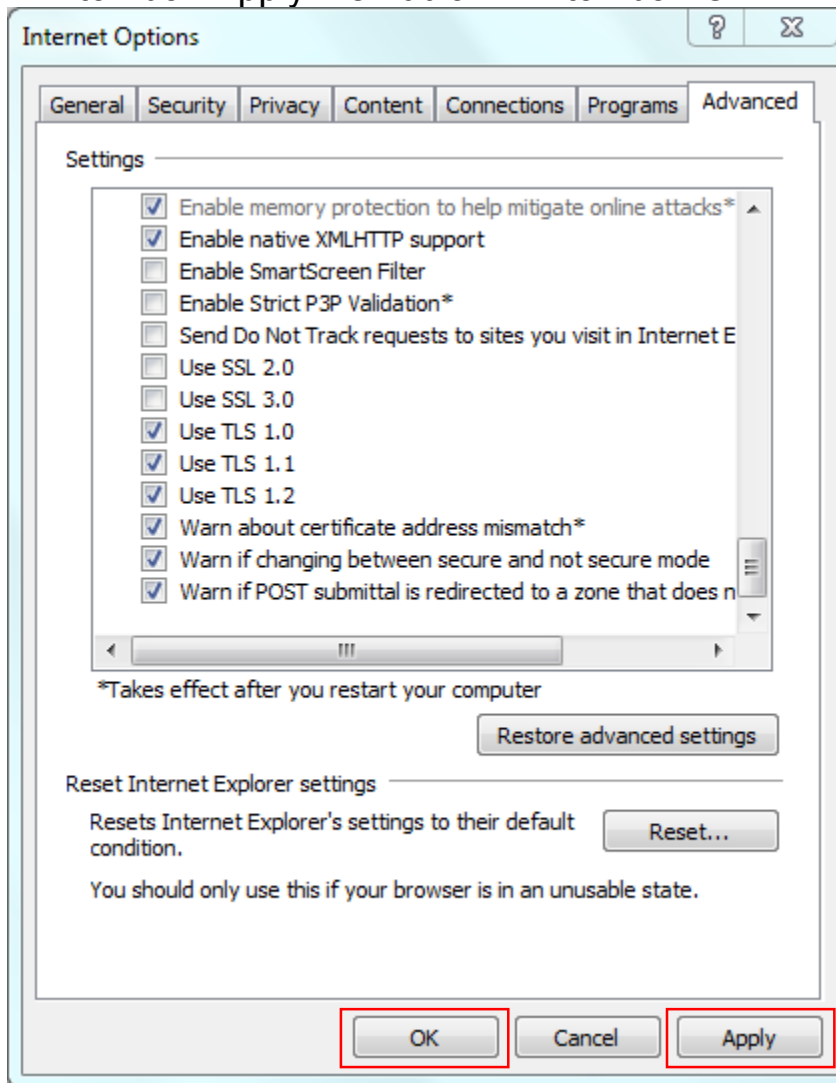 Internet Options
General Security Privacy Content Connections Programs Advanced
Settings
Enable memory protection to help mitigate online attacks*
Enable native XMLHTTP support
Enable SmartScreen Filter
Enable Strict P3P Validation*
Send Do Not Track requests to sites you visit in Internet E
Use SSL 2.0
Use SSL 3.0
Use TLS 1.0
Use TLS 1.1
Use TLS 1.2
Warn about certificate address mismatch*
Warn if changing between secure and not secure mode
Warn if POST submittal is redirected to a zone that does n
*Takes effect after you restart your computer
Restore advanced settings
Reset Internet Explorer settings
Resets Internet Explorer's settings to their default
condition.
Reset...
You should only use this if your browser is in an unusable state.
OK Cancel Apply